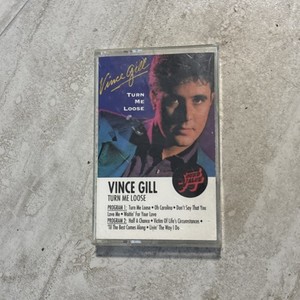 Vince Gill
TURN
ME
LOOSE
VINCE GILL
TURN ME LOOSE
PROGRAM 1: Turn Me Loose • Oh Carolina • Don't Say That You
Love Me • Waitin' For Your Love
PROGRAM 2: Half A Chance • Victim Of Life's Circumstances •
'Til The Best Comes Along • Livin' The Way I Do